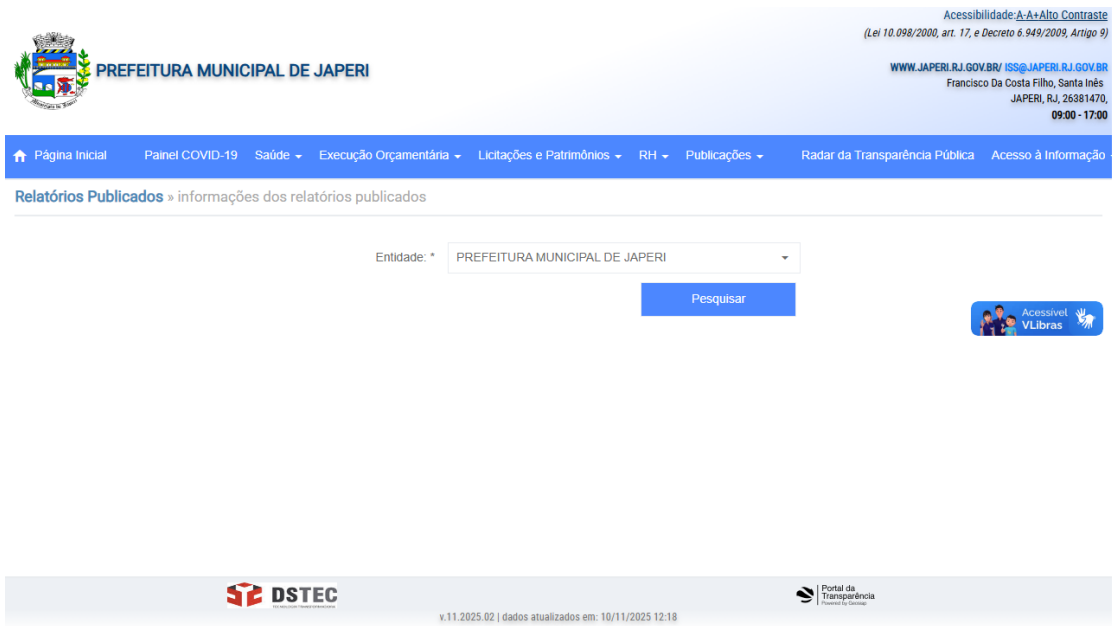 Acessibilidade:A-A+Alto Contraste
(Lei 10.098/2000, art. 17, e Decreto 6.949/2009, Artigo 9)
PREFEITURA MUNICIPAL DE JAPERI
WWW.JAPERI.RJ.GOV.BR/ ISS@JAPERI.RJ.GOV.BR
Francisco Da Costa Filho, Santa Inês
JAPERI, RJ, 26381470,
09:00 - 17:00
Página Inicial Painel COVID-19 Saúde Execução Orçamentária Licitações e Patrimônios RH Publicações Radar da Transparência Pública Acesso à Informação
Relatórios Publicados » informações dos relatórios publicados
Entidade: * PREFEITURA MUNICIPAL DE JAPERI
Pesquisar
Acessível
VLibras
DSTEC
Portal da
Transparência
v.11.2025.02 | dados atualizados em: 10/11/2025 12:18